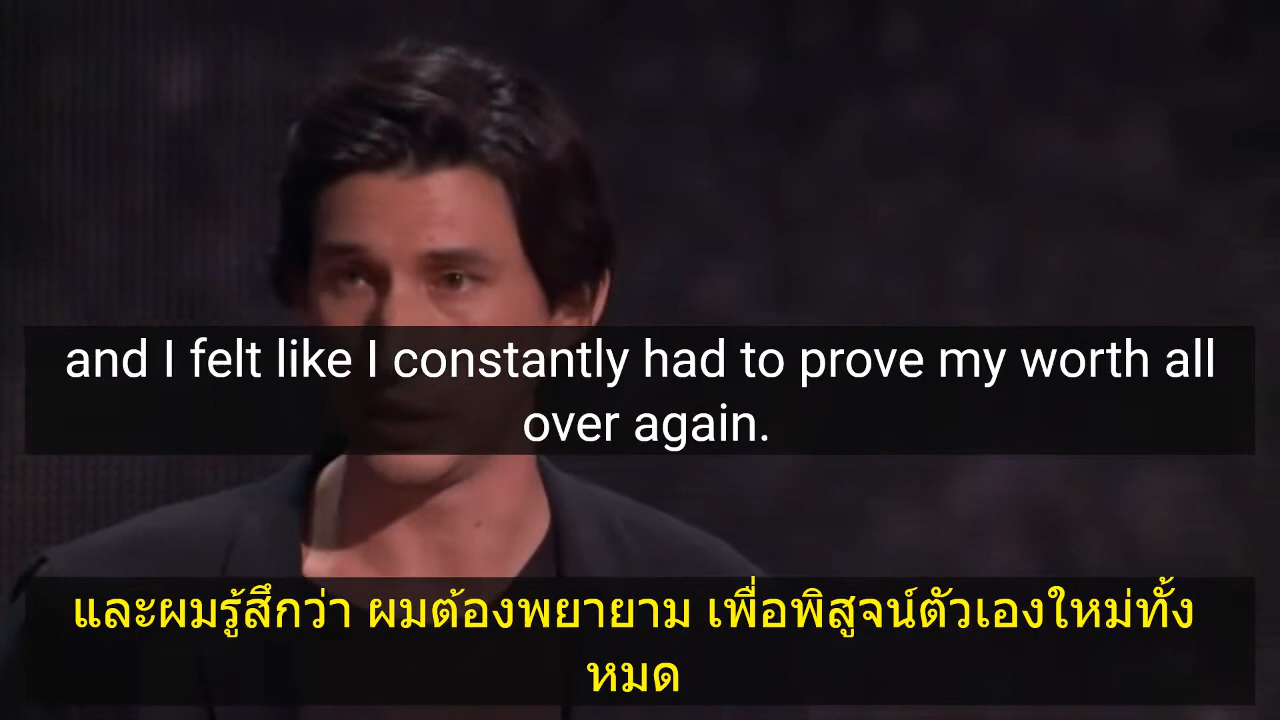 and I felt like I constantly had to prove my worth all
over again.
และผมรู้สึกว่า ผมต้องพยายาม เพื่อพิสูจน์ตัวเองใหม่ทั้ง
หมด